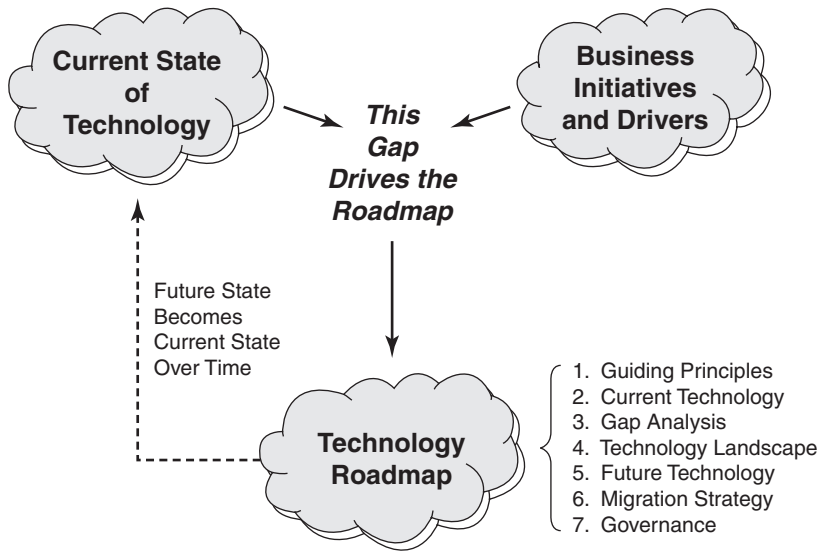 Current State
of
Technology
Business
Initiatives
and Drivers
This
Gap
Drives the
Roadmap
Future State
Becomes
Current State
Over Time
Technology
Roadmap
1. Guiding Principles
2. Current Technology
3. Gap Analysis
4. Technology Landscape
5. Future Technology
6. Migration Strategy
7. Governance